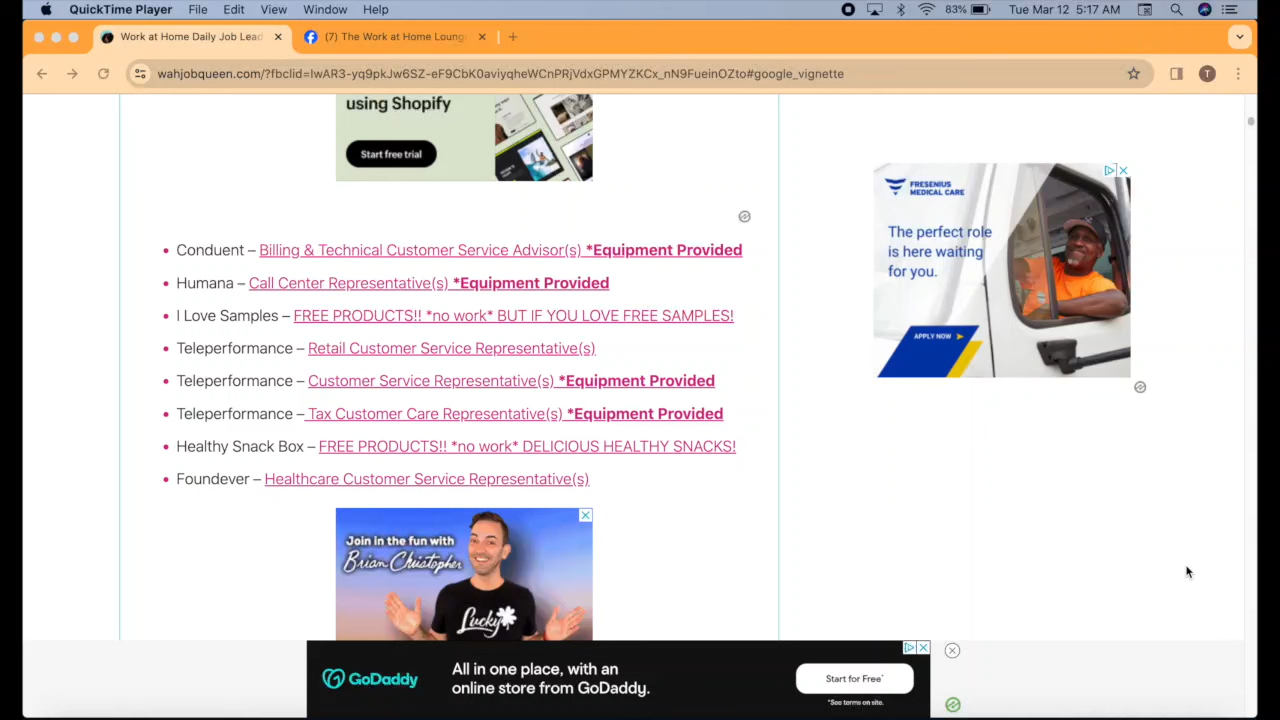 QuickTime Player File Edit View Window Help 83% Tue Mar 12 5:17 AM
Work at Home Daily Job Lead (7) The Work at Home Loung
wahjobqueen.com/?fbclid=IwAR3-yq9pkJw6SZ-eF9CbK0aviyqheWCnPRjVdxGPMYZKCx_nN9FueinOZto#google_vignette
T
using Shopify
Start free trial
FRESENIUS
MEDICAL CARE
The perfect role
is here waiting
for you.
APPLY NOW
Conduent – Billing & Technical Customer Service Advisor(s) *Equipment Provided
Humana – Call Center Representative(s) *Equipment Provided
I Love Samples – FREE PRODUCTS!! *no work* BUT IF YOU LOVE FREE SAMPLES!
Teleperformance – Retail Customer Service Representative(s)
Teleperformance – Customer Service Representative(s) *Equipment Provided
Teleperformance – Tax Customer Care Representative(s) *Equipment Provided
Healthy Snack Box – FREE PRODUCTS!! *no work* DELICIOUS HEALTHY SNACKS!
Foundever – Healthcare Customer Service Representative(s)
Join in the fun with
Brian Christopher
Lucky
GoDaddy
All in one place, with an
online store from GoDaddy.
Start for Free*
*See terms on site.